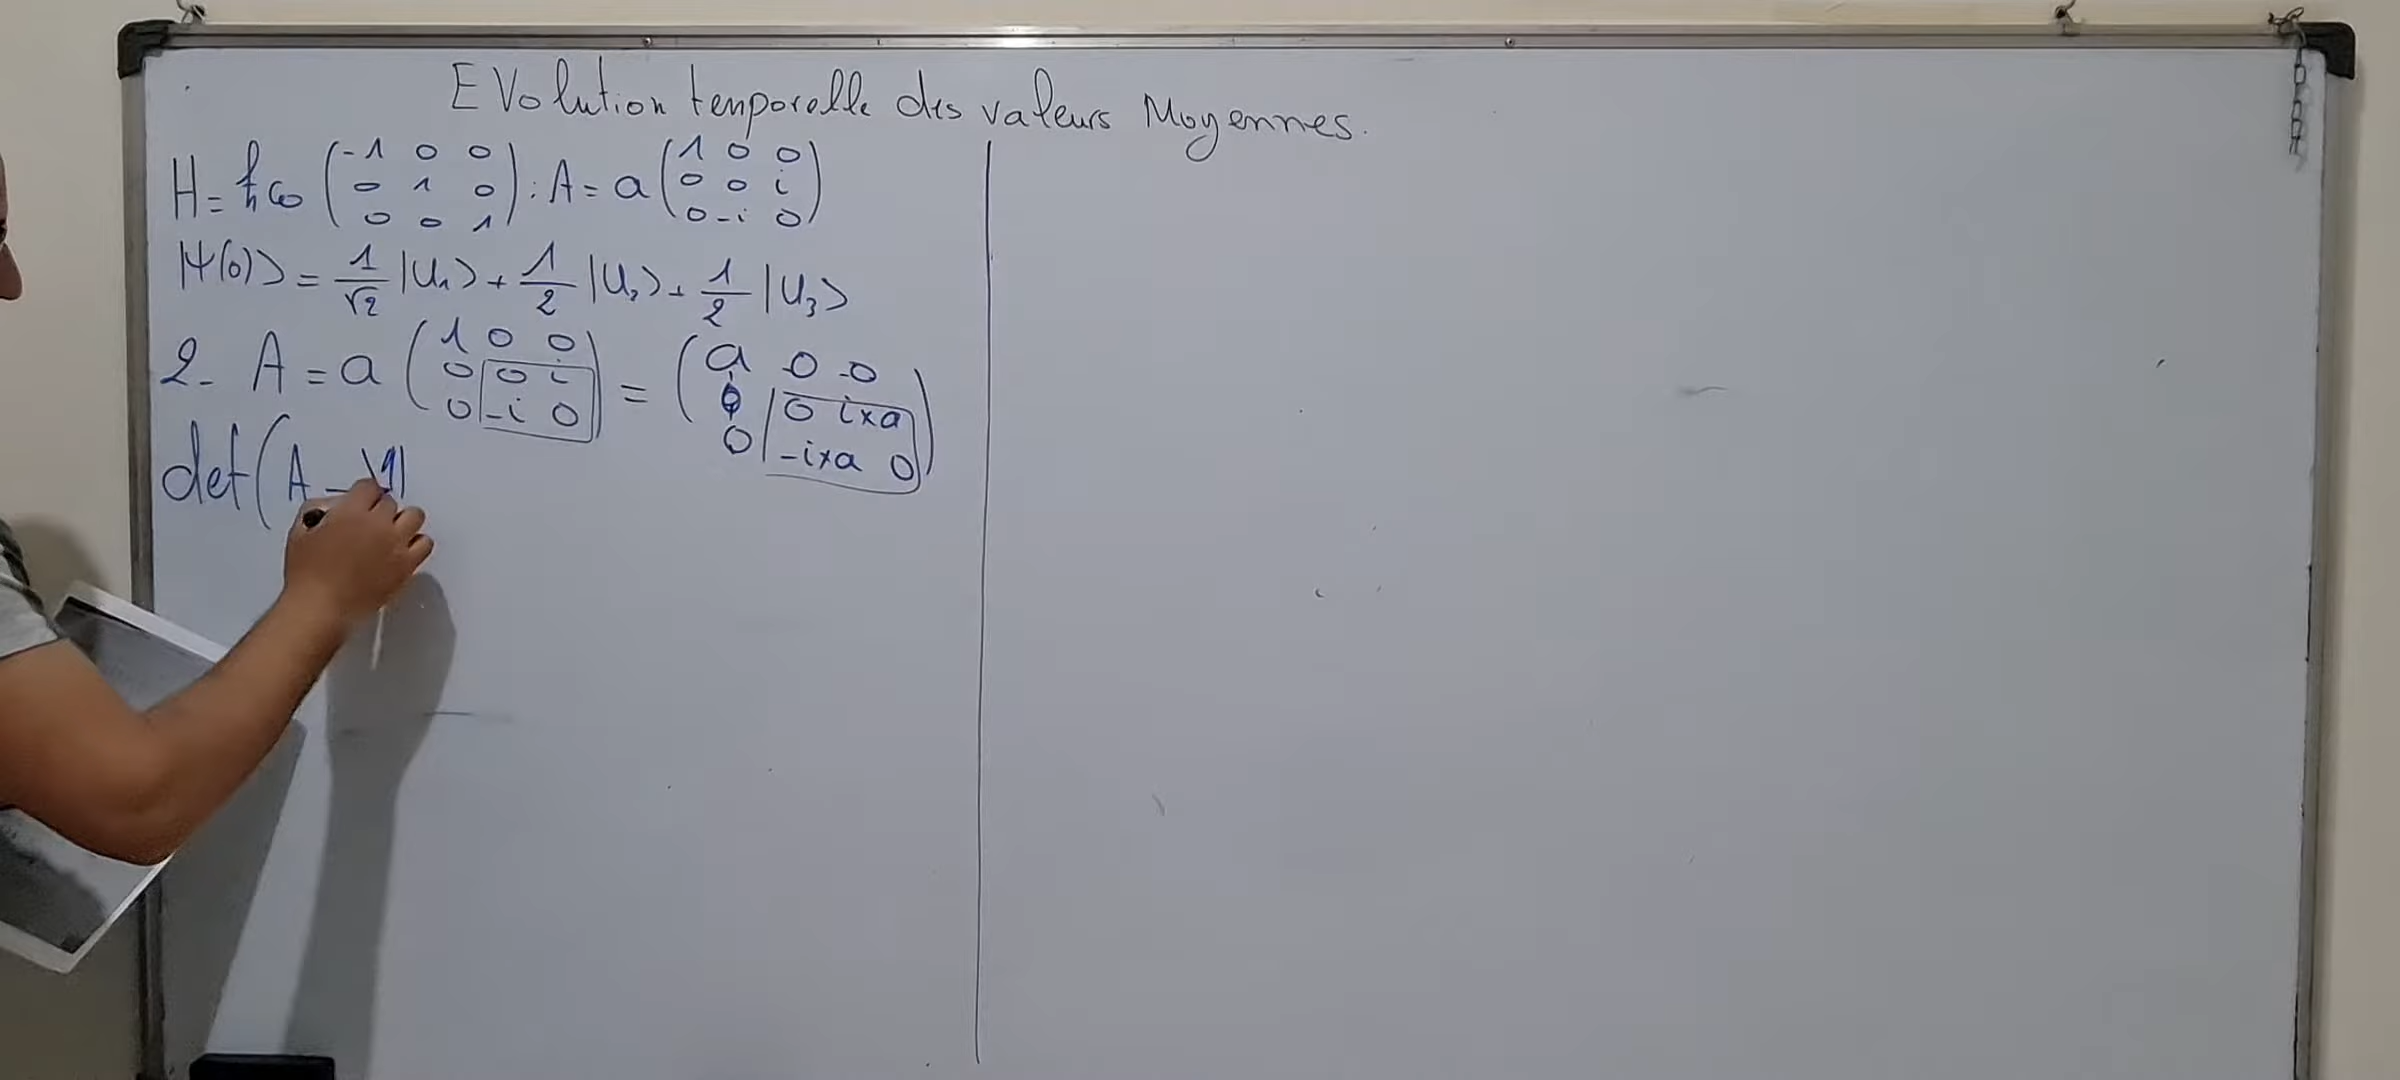 EVolution temporelle des valeurs Moyennes.
H = ħω (-1 0 0; 0 1 0; 0 0 1) : A = a (1 0 0; 0 0 i; 0 -i 0)
|Ψ(0)> = 1/√2 |U₁> + 1/2 |U₂> + 1/2 |U₃>
2- A = a (1 0 0; 0 0 i; 0 -i 0) = (a 0 0; 0 0 i×a; 0 -i×a 0)
det(A - λ1